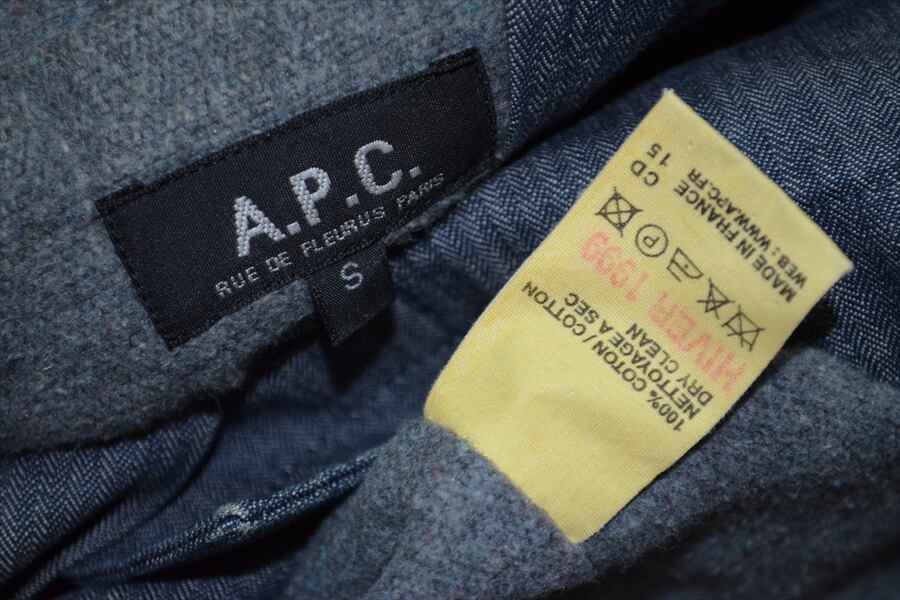 A.P.C.
RUE DE FLEURUS PARIS
S
100% COTON / COTTON
NETTOYAGE A SEC
DRY CLEAN
HIVER 1999
P
MADE IN FRANCE CD
WEB : WWW.APC.FR 15